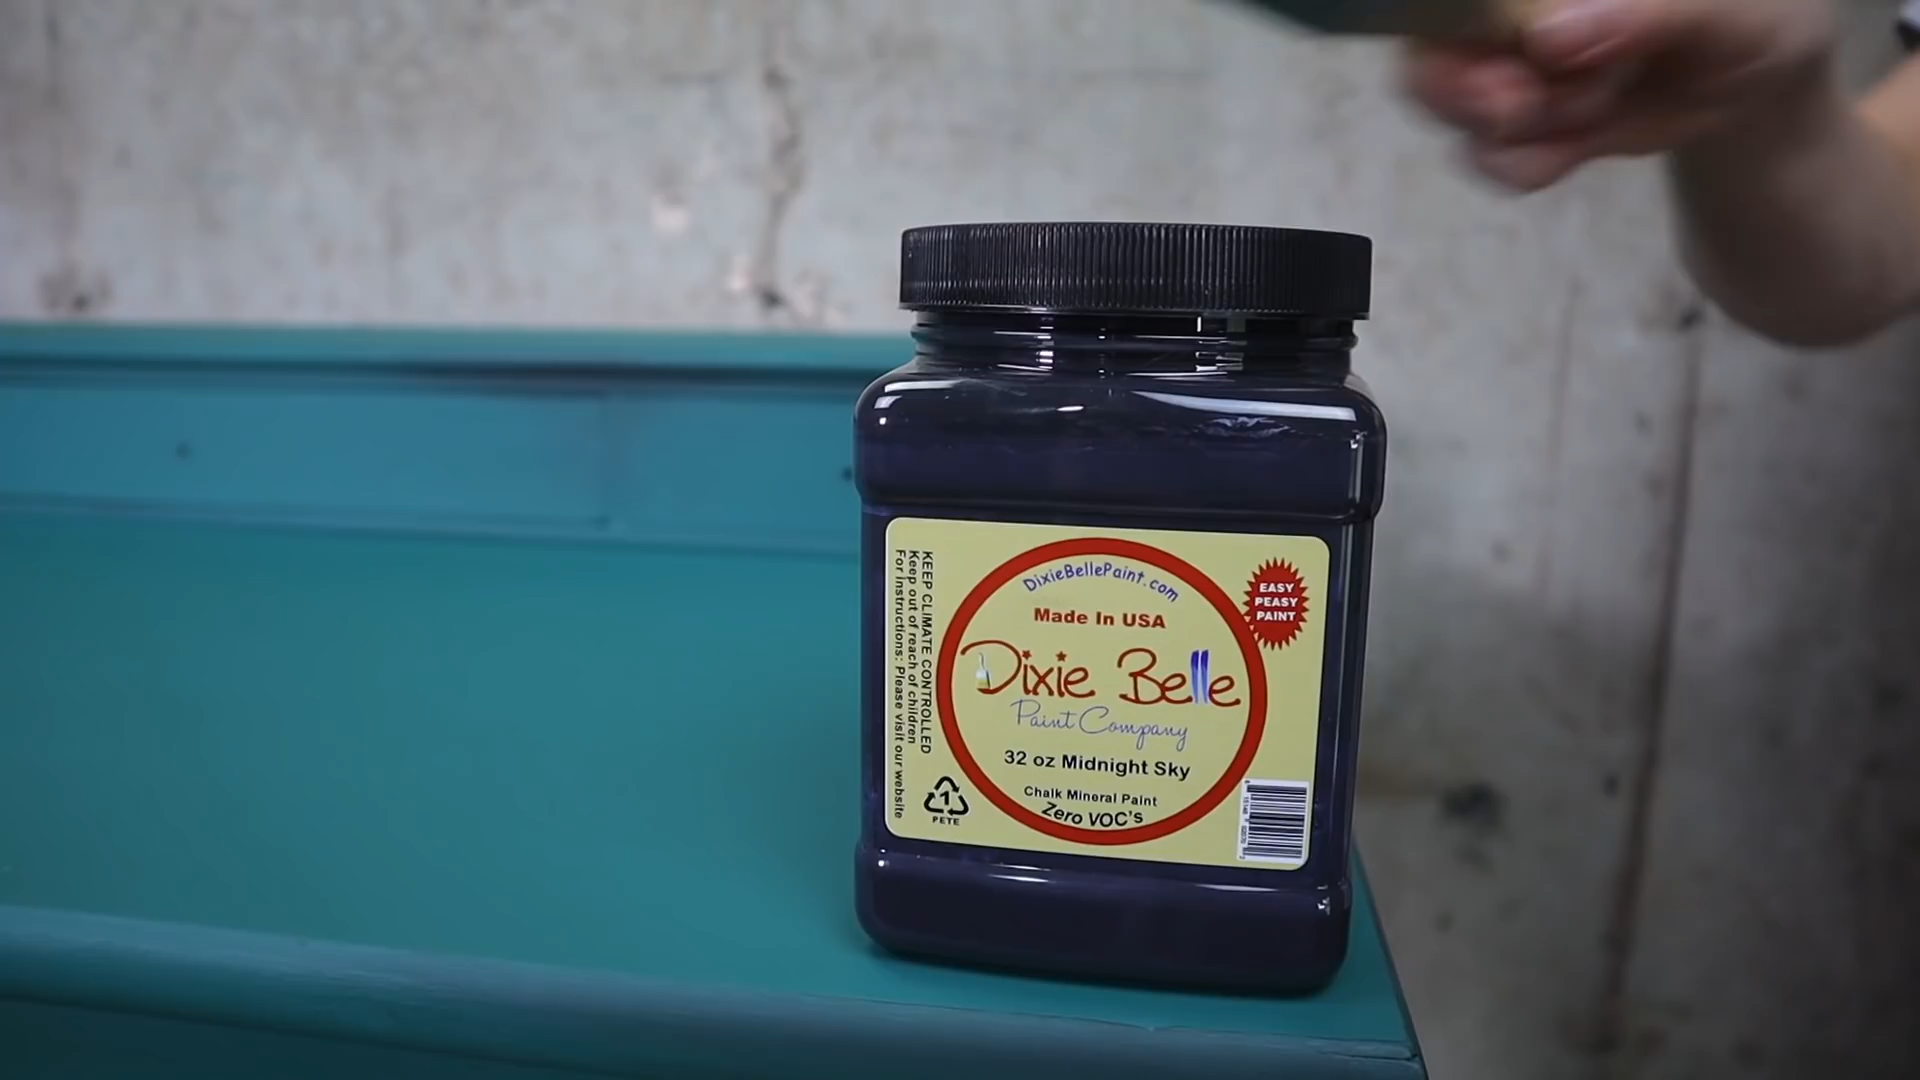 DixieBellePaint.com
Made In USA
Dixie Belle
Paint Company
32 oz Midnight Sky
Chalk Mineral Paint
Zero VOC's
EASY
PEASY
PAINT
KEEP CLIMATE CONTROLLED
Keep out of reach of children
For instructions: Please visit our website
1
PETE